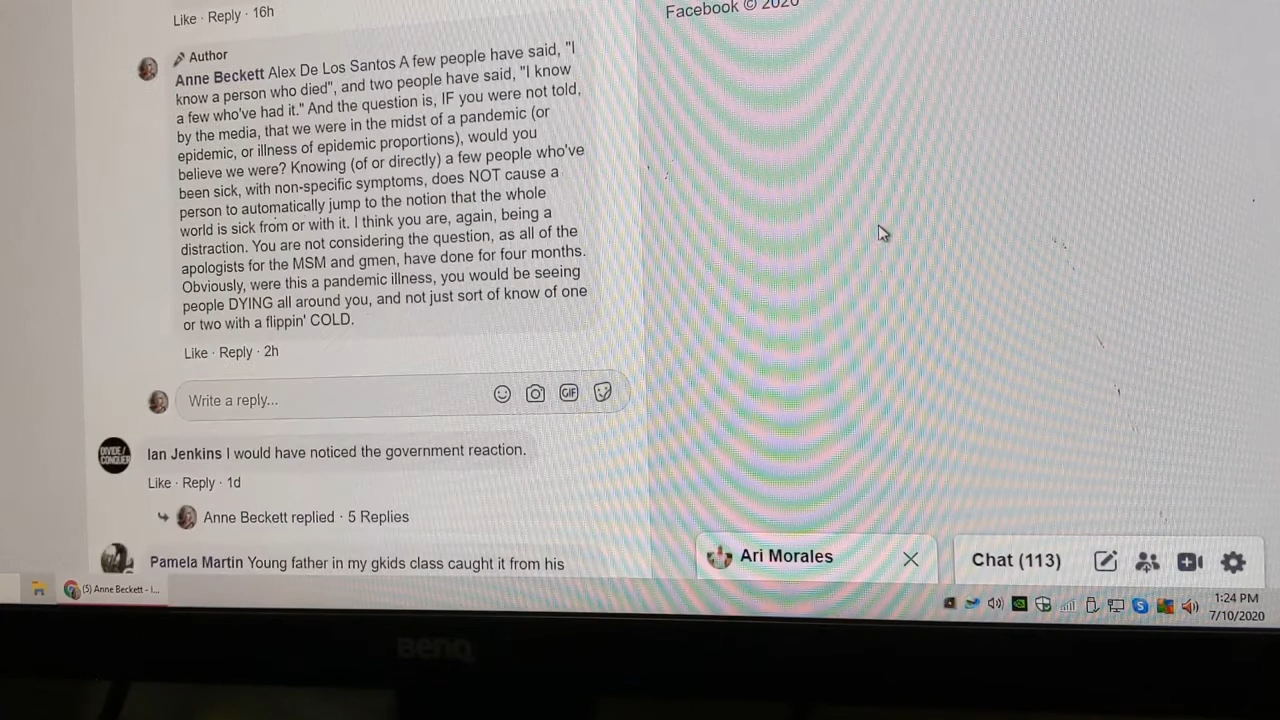 Like · Reply · 16h
Facebook © 2020
Author
Anne Beckett Alex De Los Santos A few people have said, "I
know a person who died", and two people have said, "I know
a few who've had it." And the question is, IF you were not told,
by the media, that we were in the midst of a pandemic (or
epidemic, or illness of epidemic proportions), would you
believe we were? Knowing (of or directly) a few people who've
been sick, with non-specific symptoms, does NOT cause a
person to automatically jump to the notion that the whole
world is sick from or with it. I think you are, again, being a
distraction. You are not considering the question, as all of the
apologists for the MSM and gmen, have done for four months.
Obviously, were this a pandemic illness, you would be seeing
people DYING all around you, and not just sort of know of one
or two with a flippin' COLD.
Like · Reply · 2h
Write a reply...
GIF
DIVIDE/
CONQUER
Ian Jenkins I would have noticed the government reaction.
Like · Reply · 1d
Anne Beckett replied · 5 Replies
Pamela Martin Young father in my gkids class caught it from his
Ari Morales
Chat (113)
(5) Anne Beckett - I...
1:24 PM
7/10/2020
BenQ